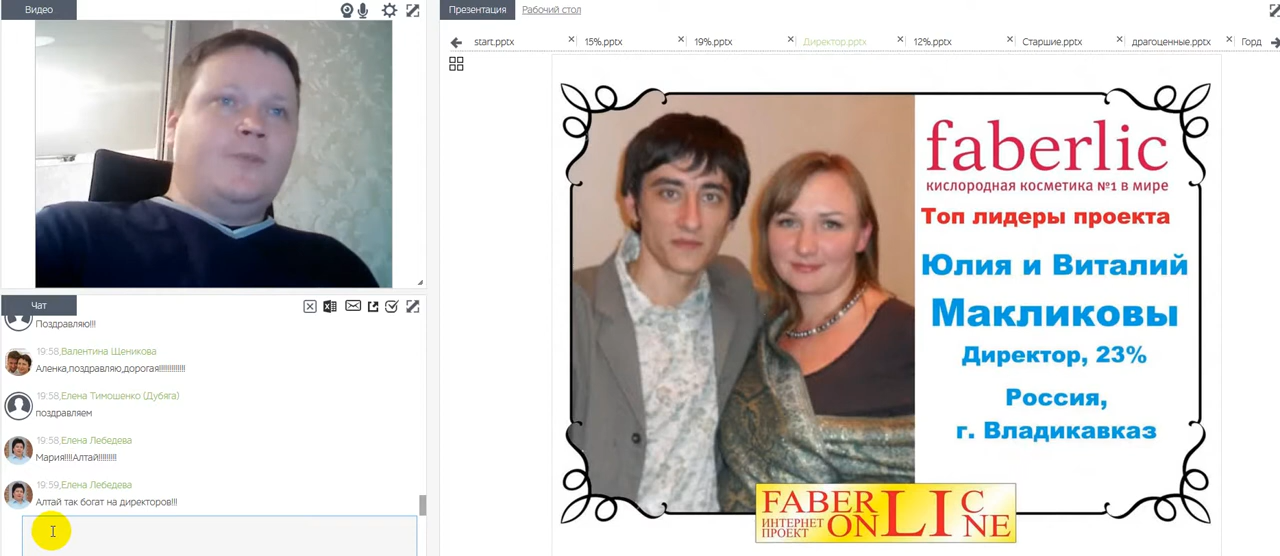 Видео
Презентация
Рабочий стол
start.pptx
15%.pptx
19%.pptx
Директор.pptx
12%.pptx
Старшие.pptx
драгоценные.pptx
Горд
faberlic
кислородная косметика №1 в мире
Топ лидеры проекта
Юлия и Виталий
Макликовы
Директор, 23%
Россия,
г. Владикавказ
FABERLIC
ИНТЕРНЕТ
ПРОЕКТ
ONLINE
Чат
Поздравляю!!!
19:58,Валентина Щеникова
Аленка,поздравляю,дорогая!!!!!!!!!!!!!
19:58,Елена Тимошенко (Дубяга)
поздравляем
19:58,Елена Лебедева
Мария!!!!Алтай!!!!!!!!!
19:59,Елена Лебедева
Алтай так богат на директоров!!!